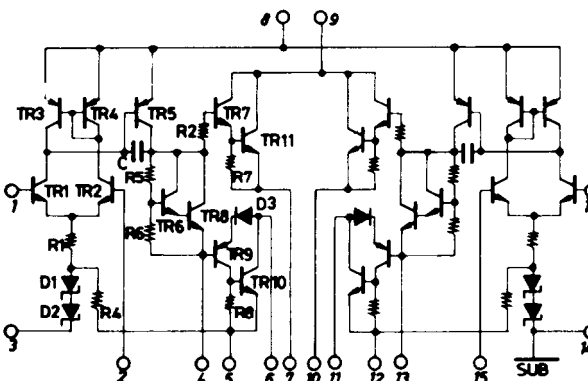 8 9
TR3 TR4 TR5 R2 TR7
TR11
C R5 R7
1 TR1 TR2 TR6 TR8 D3
R1 R6 TR9
D1 TR10
D2 R4 R8
3 14
2 4 5 6 7 10 11 12 13 15
SUB